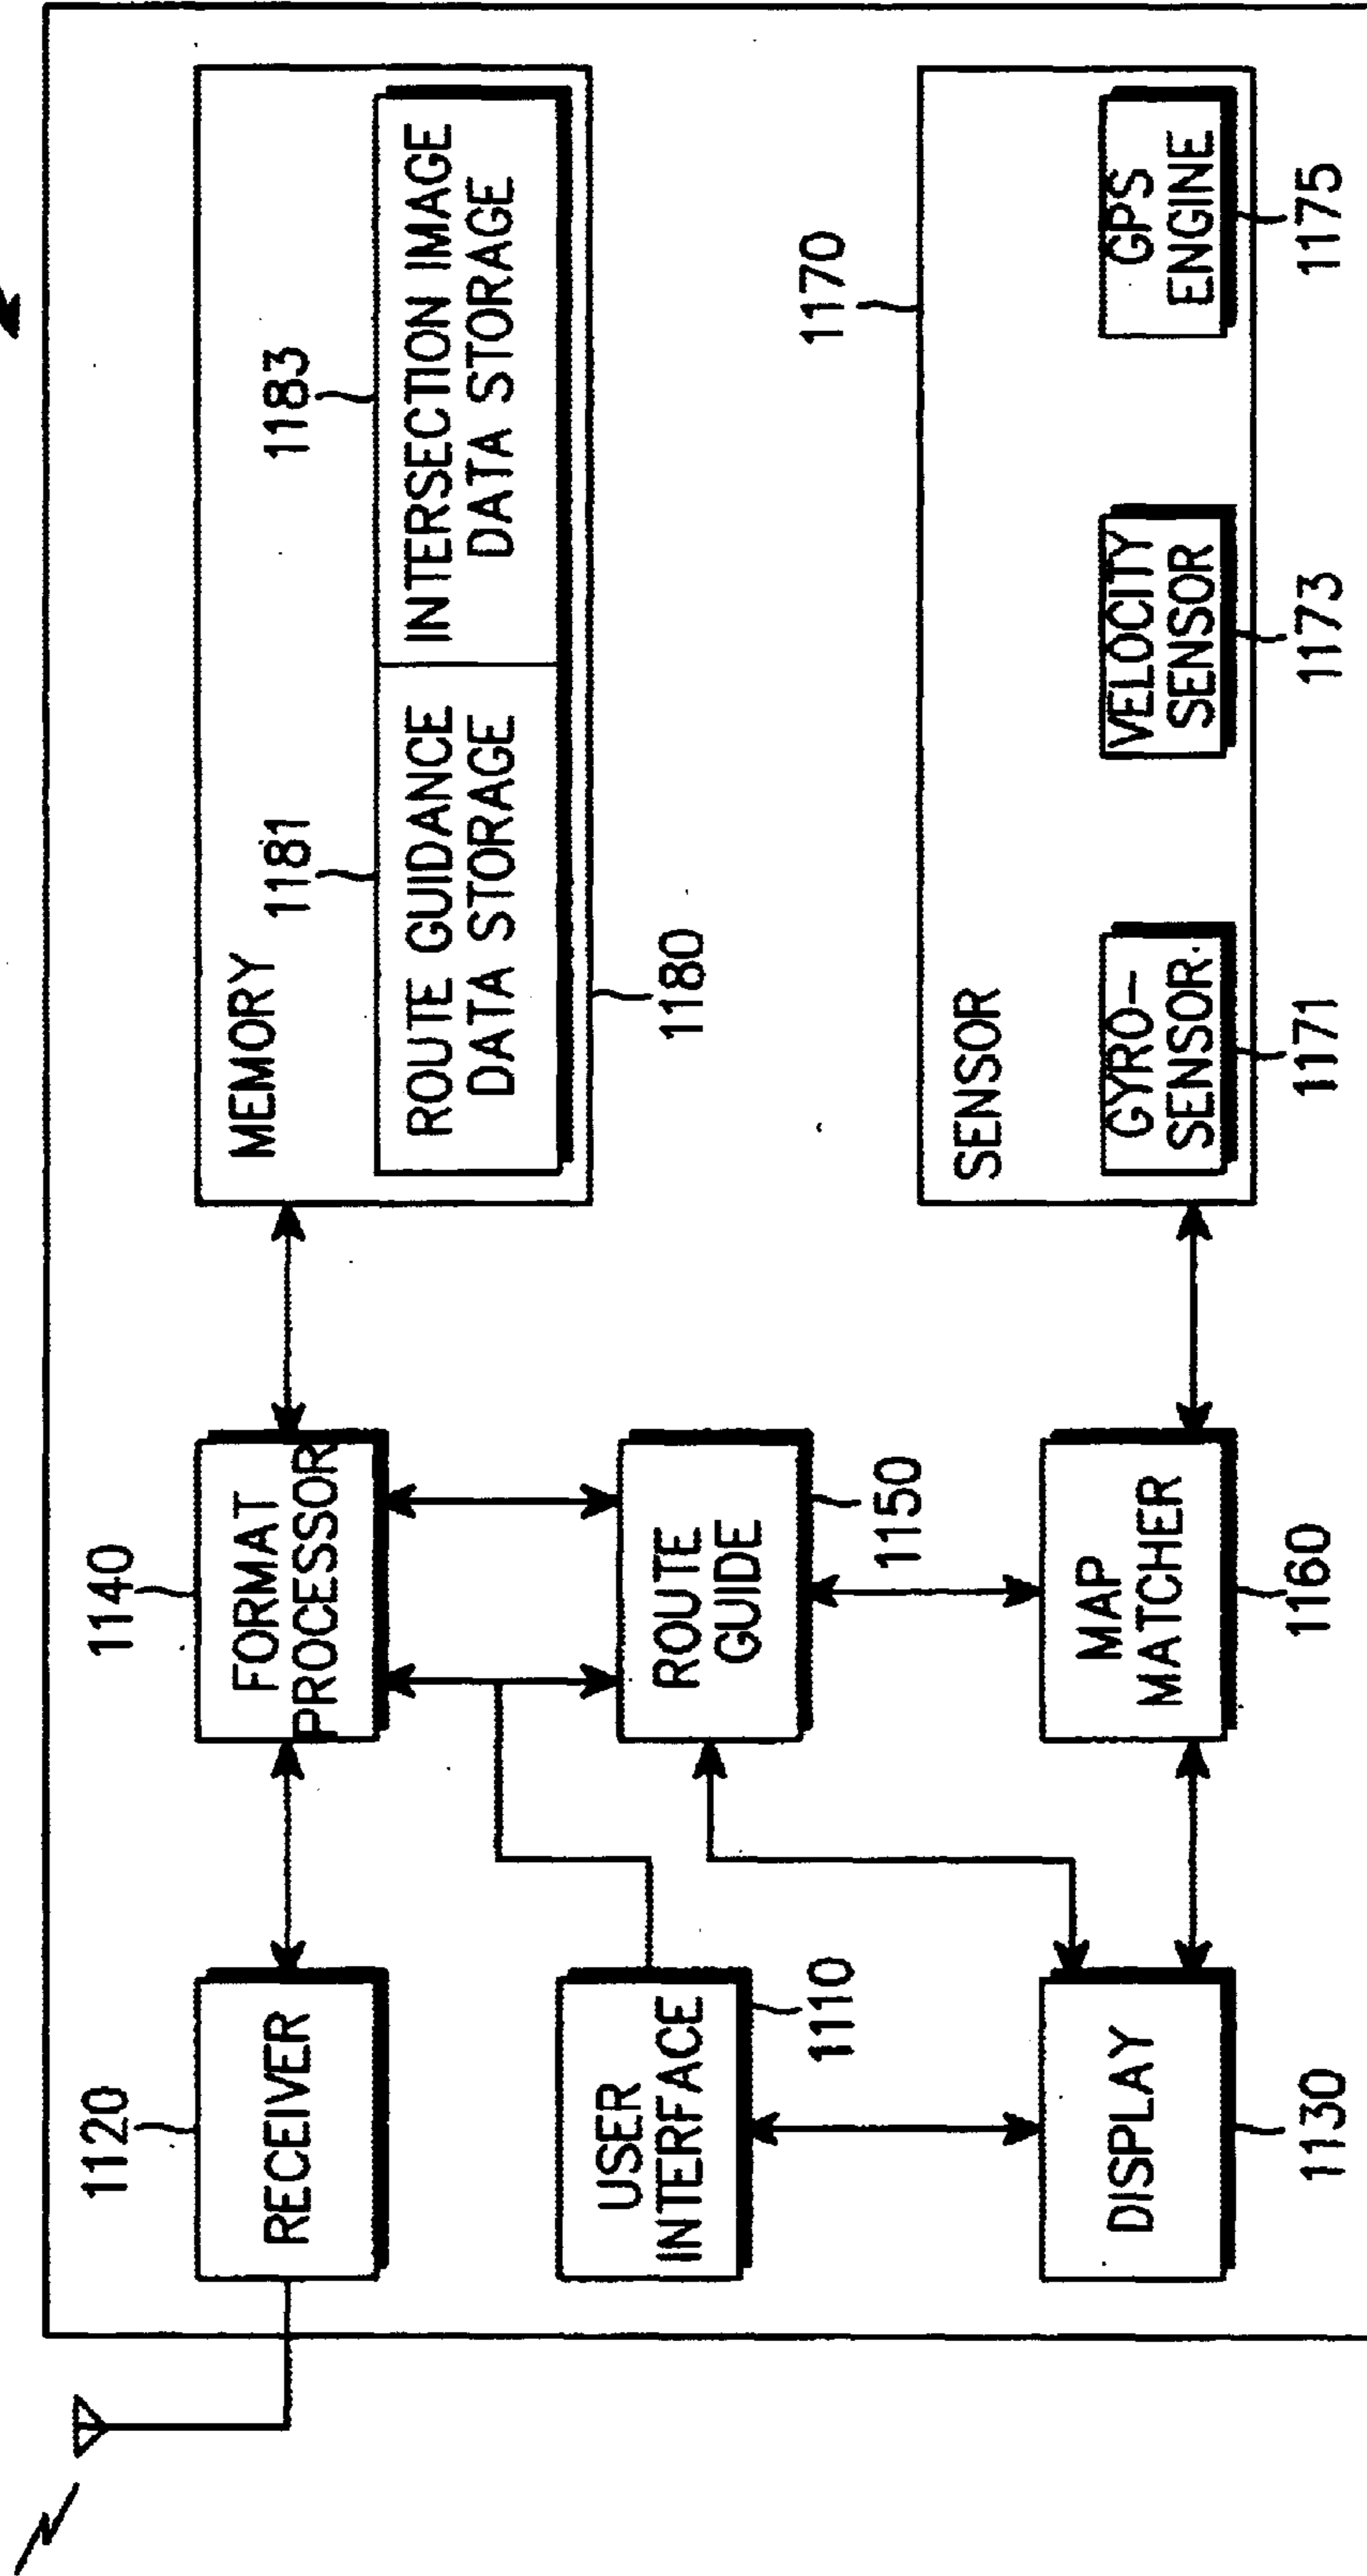 1120
RECEIVER
1140
FORMAT
PROCESSOR
MEMORY
1181
1183
ROUTE GUIDANCE
DATA STORAGE
INTERSECTION IMAGE
DATA STORAGE
1180
USER
INTERFACE
1110
ROUTE
GUIDE
1150
1170
SENSOR
DISPLAY
1130
MAP
MATCHER
1160
GYRO-
SENSOR
1171
VELOCITY
SENSOR
1173
GPS
ENGINE
1175